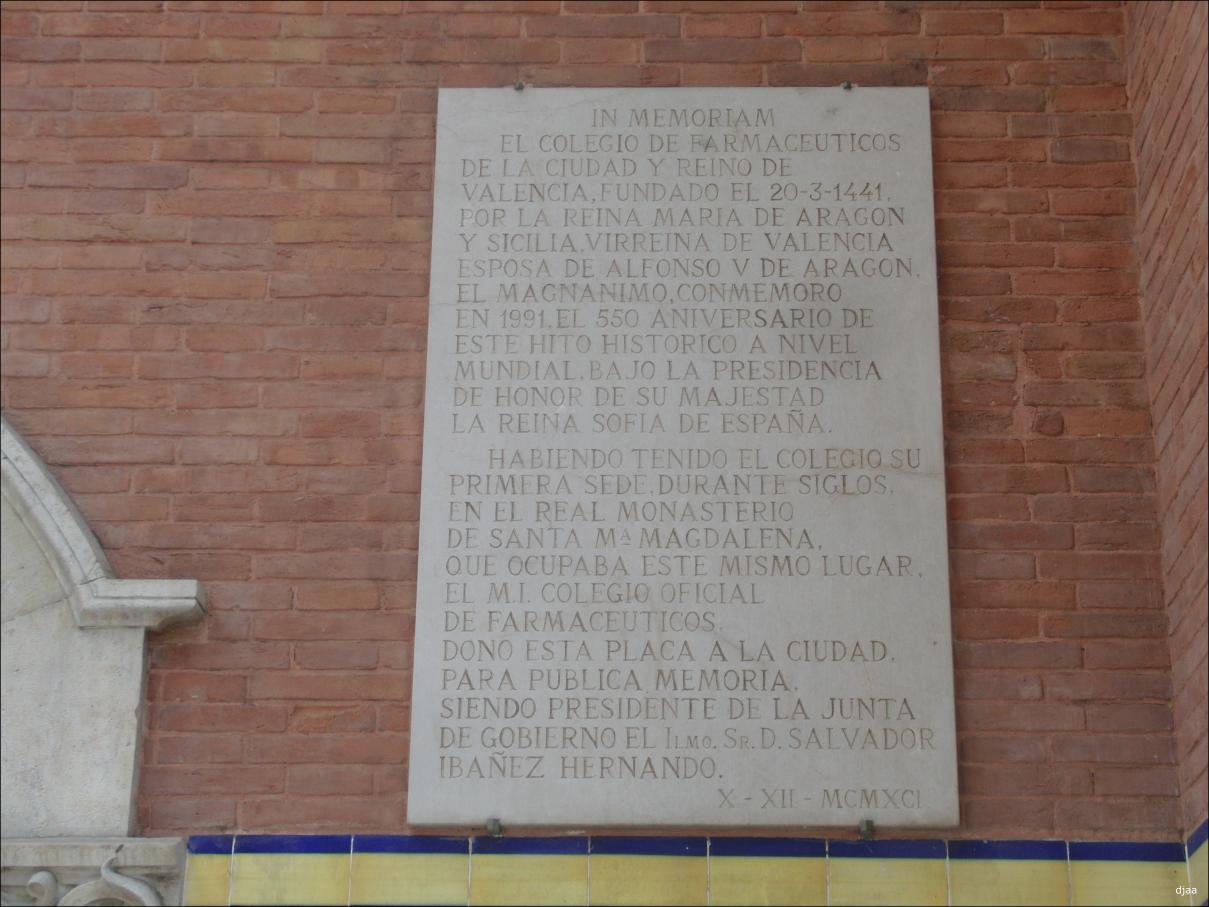 IN MEMORIAM
EL COLEGIO DE FARMACEUTICOS
DE LA CIUDAD Y REINO DE
VALENCIA, FUNDADO EL 20-3-1441,
POR LA REINA MARIA DE ARAGON
Y SICILIA, VIRREINA DE VALENCIA
ESPOSA DE ALFONSO V DE ARAGON,
EL MAGNANIMO, CONMEMORO
EN 1991, EL 550 ANIVERSARIO DE
ESTE HITO HISTORICO A NIVEL
MUNDIAL, BAJO LA PRESIDENCIA
DE HONOR DE SU MAJESTAD
LA REINA SOFIA DE ESPAÑA.
HABIENDO TENIDO EL COLEGIO SU
PRIMERA SEDE, DURANTE SIGLOS,
EN EL REAL MONASTERIO
DE SANTA Mª MAGDALENA,
QUE OCUPABA ESTE MISMO LUGAR,
EL M.I. COLEGIO OFICIAL
DE FARMACEUTICOS,
DONO ESTA PLACA A LA CIUDAD,
PARA PUBLICA MEMORIA,
SIENDO PRESIDENTE DE LA JUNTA
DE GOBIERNO EL ILMO. SR. D. SALVADOR
IBAÑEZ HERNANDO.
X - XII - MCMXCI
djaa